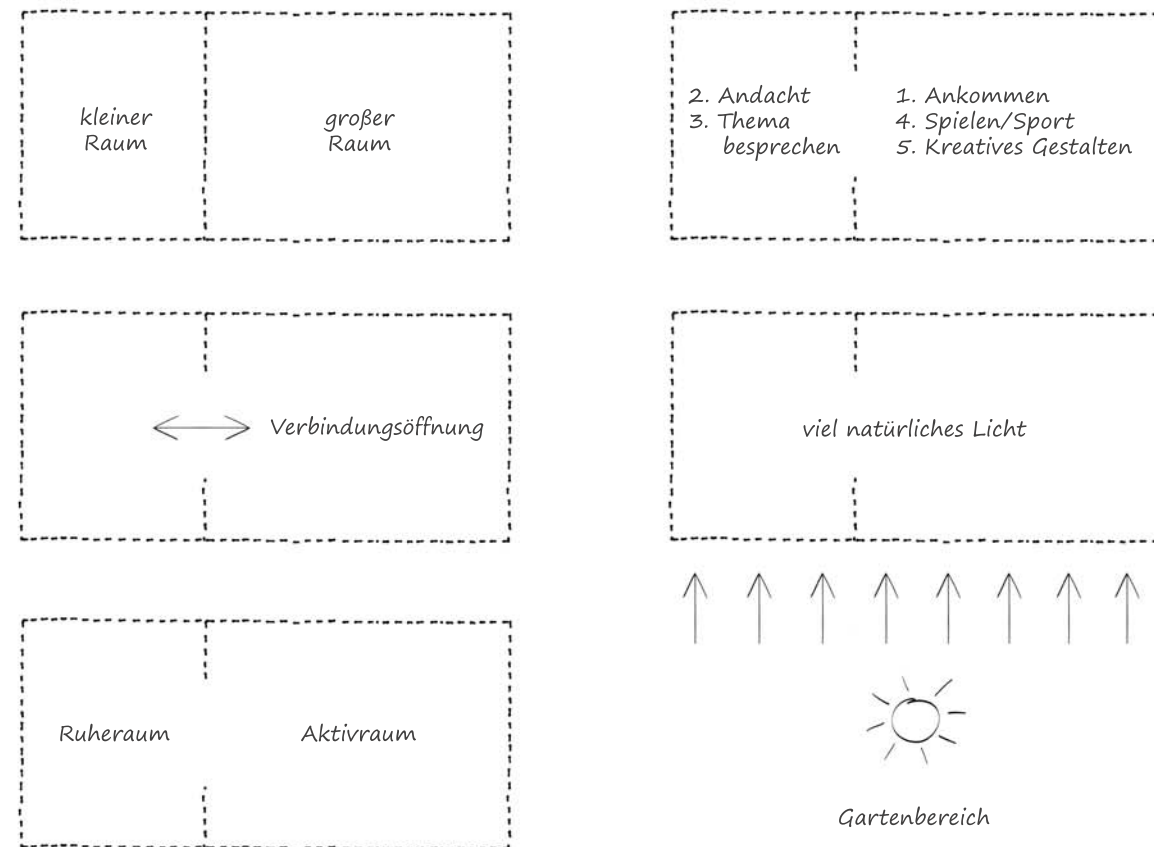 kleiner
Raum
großer
Raum
2. Andacht
3. Thema
besprechen
1. Ankommen
4. Spielen/Sport
5. Kreatives Gestalten
Verbindungsöffnung
viel natürliches Licht
Ruheraum
Aktivraum
Gartenbereich